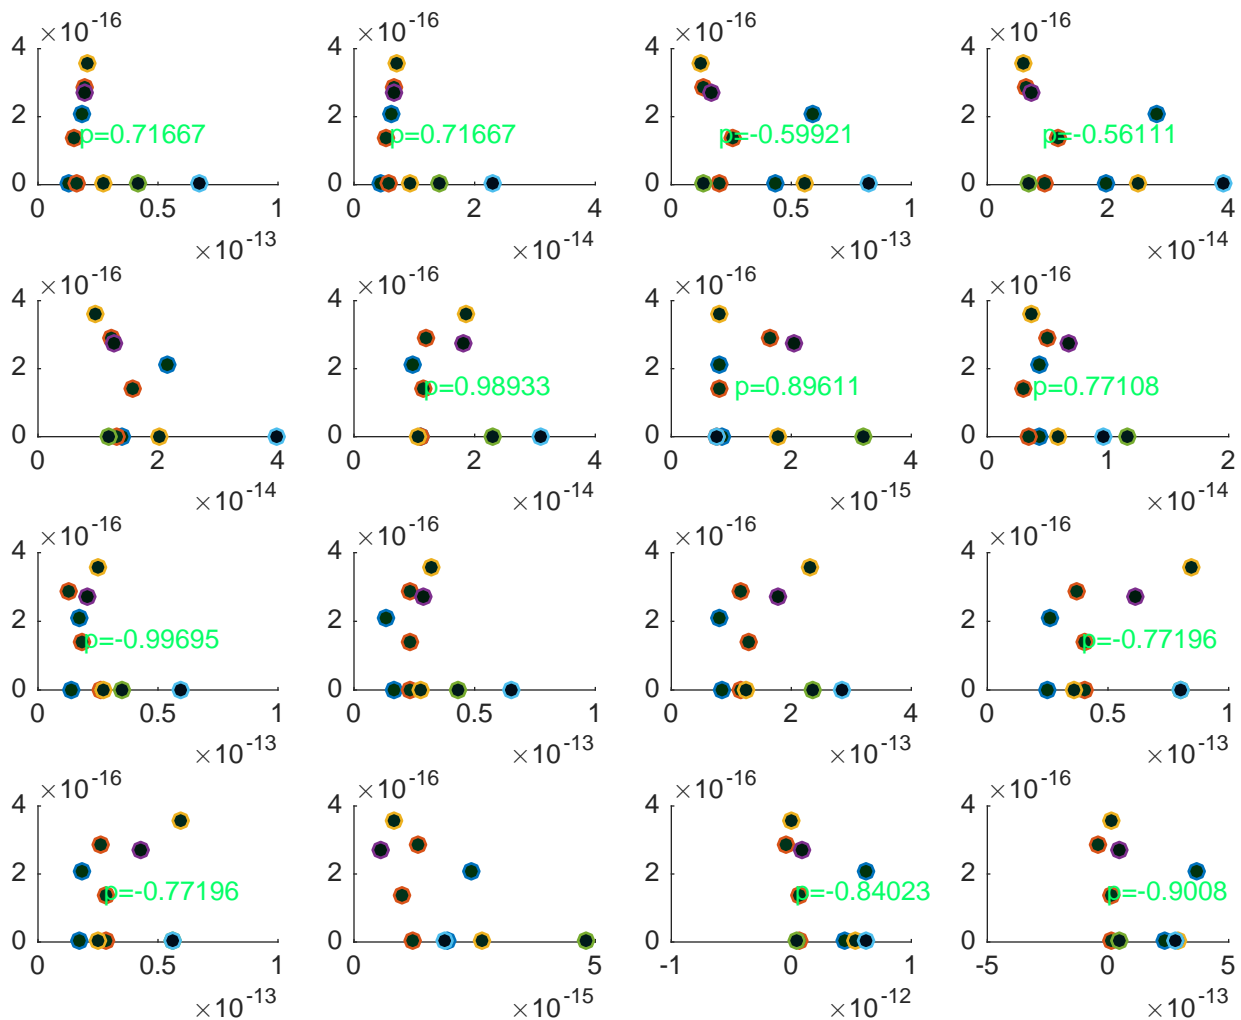 ×10-16 ×10-16 ×10-16 ×10-16
4 4 4 4
2 2 2 2
p=0.71667 p=0.71667 p=-0.59921 p=-0.56111
0 0 0 0
0 0.5 1 0 2 4 0 0.5 1 0 2 4
×10-13 ×10-14 ×10-13 ×10-14
×10-16 ×10-16 ×10-16 ×10-16
4 4 4 4
2 2 2 2
p=0.98933 p=0.89611 p=0.77108
0 0 0 0
0 2 4 0 2 4 0 2 4 0 1 2
×10-14 ×10-14 ×10-15 ×10-14
×10-16 ×10-16 ×10-16 ×10-16
4 4 4 4
2 2 2 2
p=-0.99695 p=-0.77196
0 0 0 0
0 0.5 1 0 0.5 1 0 2 4 0 0.5 1
×10-13 ×10-13 ×10-13 ×10-13
×10-16 ×10-16 ×10-16 ×10-16
4 4 4 4
2 2 2 2
p=-0.77196 p=-0.84023 p=-0.9008
0 0 0 0
0 0.5 1 0 5 -1 0 1 -5 0 5
×10-13 ×10-15 ×10-12 ×10-13